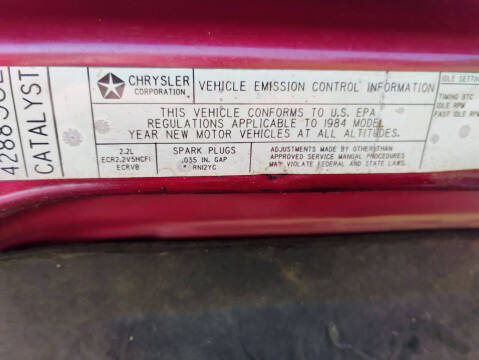 CATALYST
CHRYSLER
CORPORATION
VEHICLE EMISSION CONTROL INFORMATION
THIS VEHICLE CONFORMS TO U.S. EPA
REGULATIONS APPLICABLE TO 1984 MODEL
YEAR NEW MOTOR VEHICLES AT ALL ALTITUDES.
2.2L
ECR2.2V5HCF1
ECRVB
SPARK PLUGS
.035 IN. GAP
RN12YC
ADJUSTMENTS MADE BY OTHER THAN
APPROVED SERVICE MANUAL PROCEDURES
MAY VIOLATE FEDERAL AND STATE LAWS.
IDLE
TIMING BTC
IDLE RPM
FAST IDLE RPM